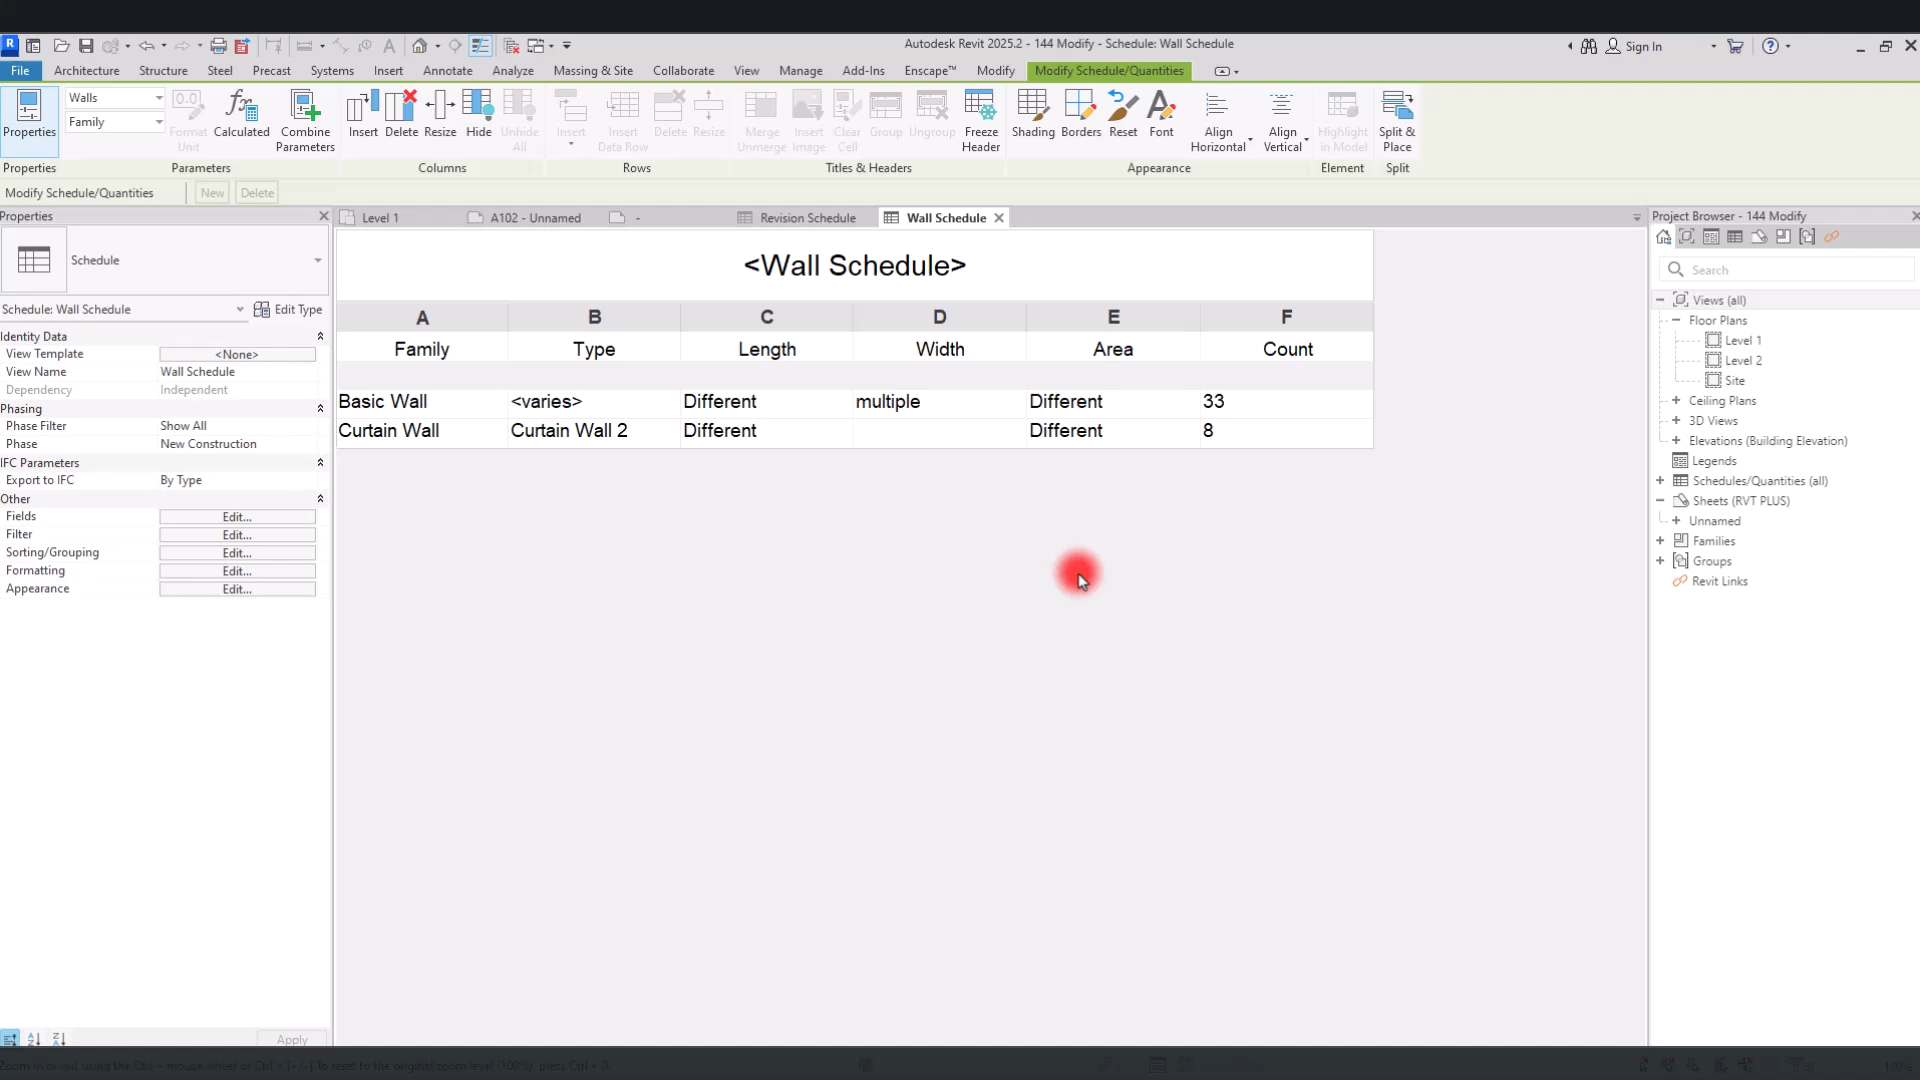 Autodesk Revit 2025.2 - 144 Modify - Schedule: Wall Schedule
Sign In
File Architecture Structure Steel Precast Systems Insert Annotate Analyze Massing & Site Collaborate View Manage Add-Ins Enscape™ Modify Modify Schedule/Quantities
Properties
Walls
Family
Format Unit
Calculated
Combine Parameters
Insert
Delete
Resize
Hide
Unhide All
Insert
Insert Data Row
Delete
Resize
Merge Unmerge
Insert Image
Clear Cell
Group
Ungroup
Freeze Header
Shading
Borders
Reset
Font
Align Horizontal
Align Vertical
Highlight in Model
Split & Place
Properties Parameters Columns Rows Titles & Headers Appearance Element Split
Modify Schedule/Quantities New Delete
Properties
Schedule
Schedule: Wall Schedule Edit Type
Identity Data
View Template <None>
View Name Wall Schedule
Dependency Independent
Phasing
Phase Filter Show All
Phase New Construction
IFC Parameters
Export to IFC By Type
Other
Fields Edit...
Filter Edit...
Sorting/Grouping Edit...
Formatting Edit...
Appearance Edit...
Apply
Level 1 A102 - Unnamed - Revision Schedule Wall Schedule
<Wall Schedule>
A B C D E F
Family Type Length Width Area Count
Basic Wall <varies> Different multiple Different 33
Curtain Wall Curtain Wall 2 Different Different 8
Project Browser - 144 Modify
Search
Views (all)
Floor Plans
Level 1
Level 2
Site
Ceiling Plans
3D Views
Elevations (Building Elevation)
Legends
Schedules/Quantities (all)
Sheets (RVT PLUS)
Unnamed
Families
Groups
Revit Links